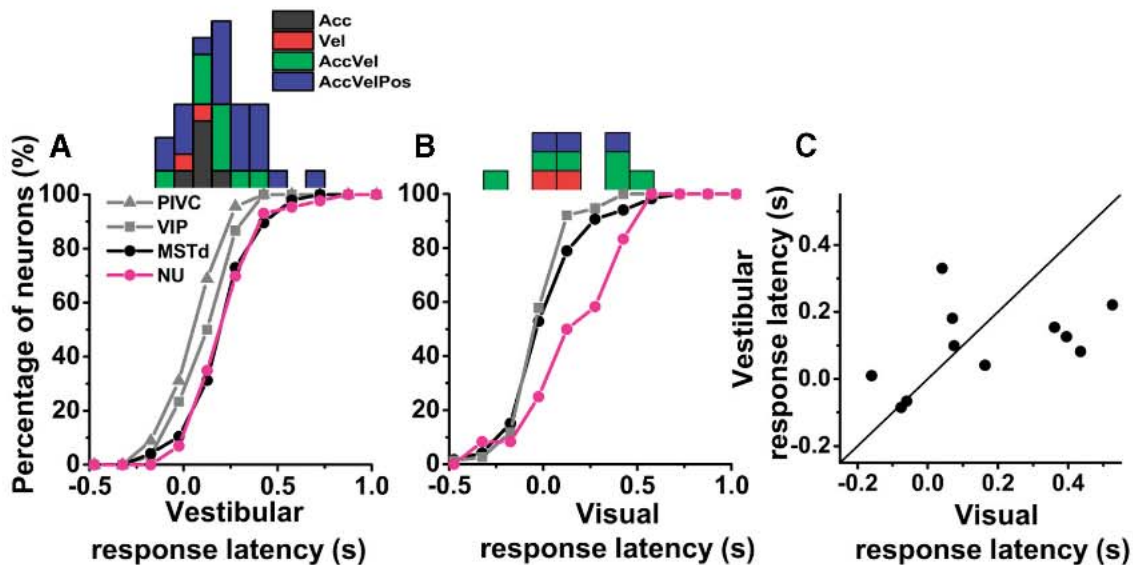 Acc
Vel
AccVel
AccVelPos
A
B
C
Percentage of neurons (%)
100
80
60
40
20
0
PIVC
VIP
MSTd
NU
-0.5 0.0 0.5 1.0
Vestibular
response latency (s)
100
80
60
40
20
0
-0.5 0.0 0.5 1.0
Visual
response latency (s)
Vestibular
response latency (s)
0.4
0.2
0.0
-0.2
-0.2 0.0 0.2 0.4
Visual
response latency (s)